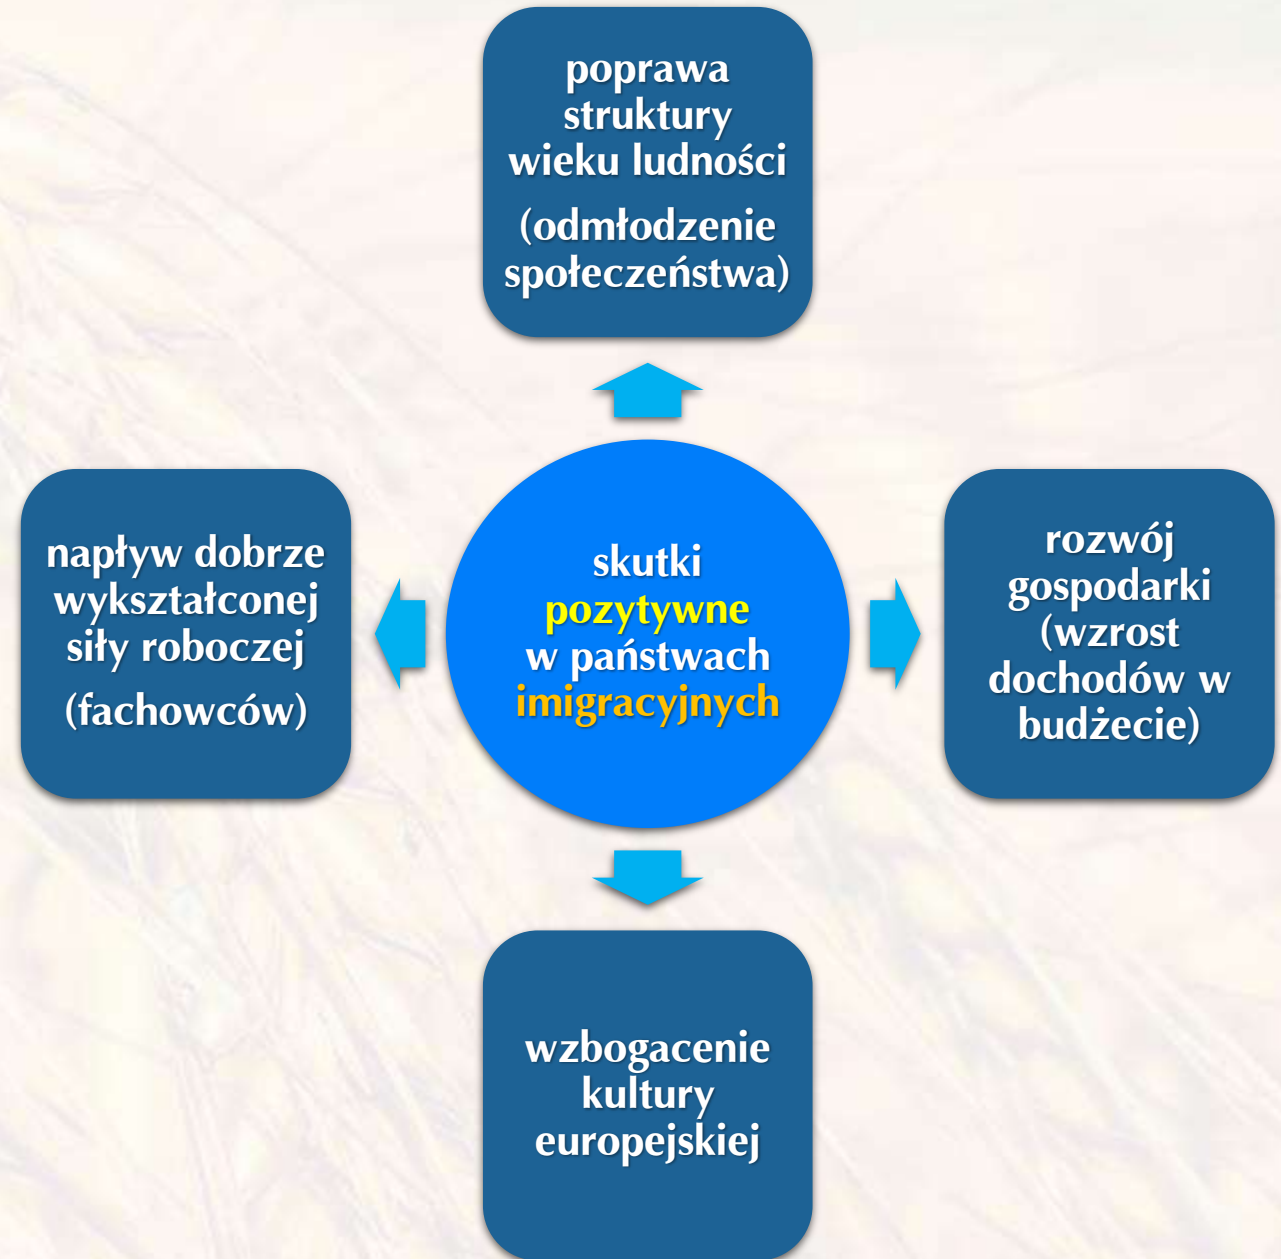 poprawa
struktury
wieku ludności
(odmłodzenie
społeczeństwa)
napływ dobrze
wykształconej
siły roboczej
(fachowców)
skutki
pozytywne
w państwach
imigracyjnych
rozwój
gospodarki
(wzrost
dochodów w
budżecie)
wzbogacenie
kultury
europejskiej